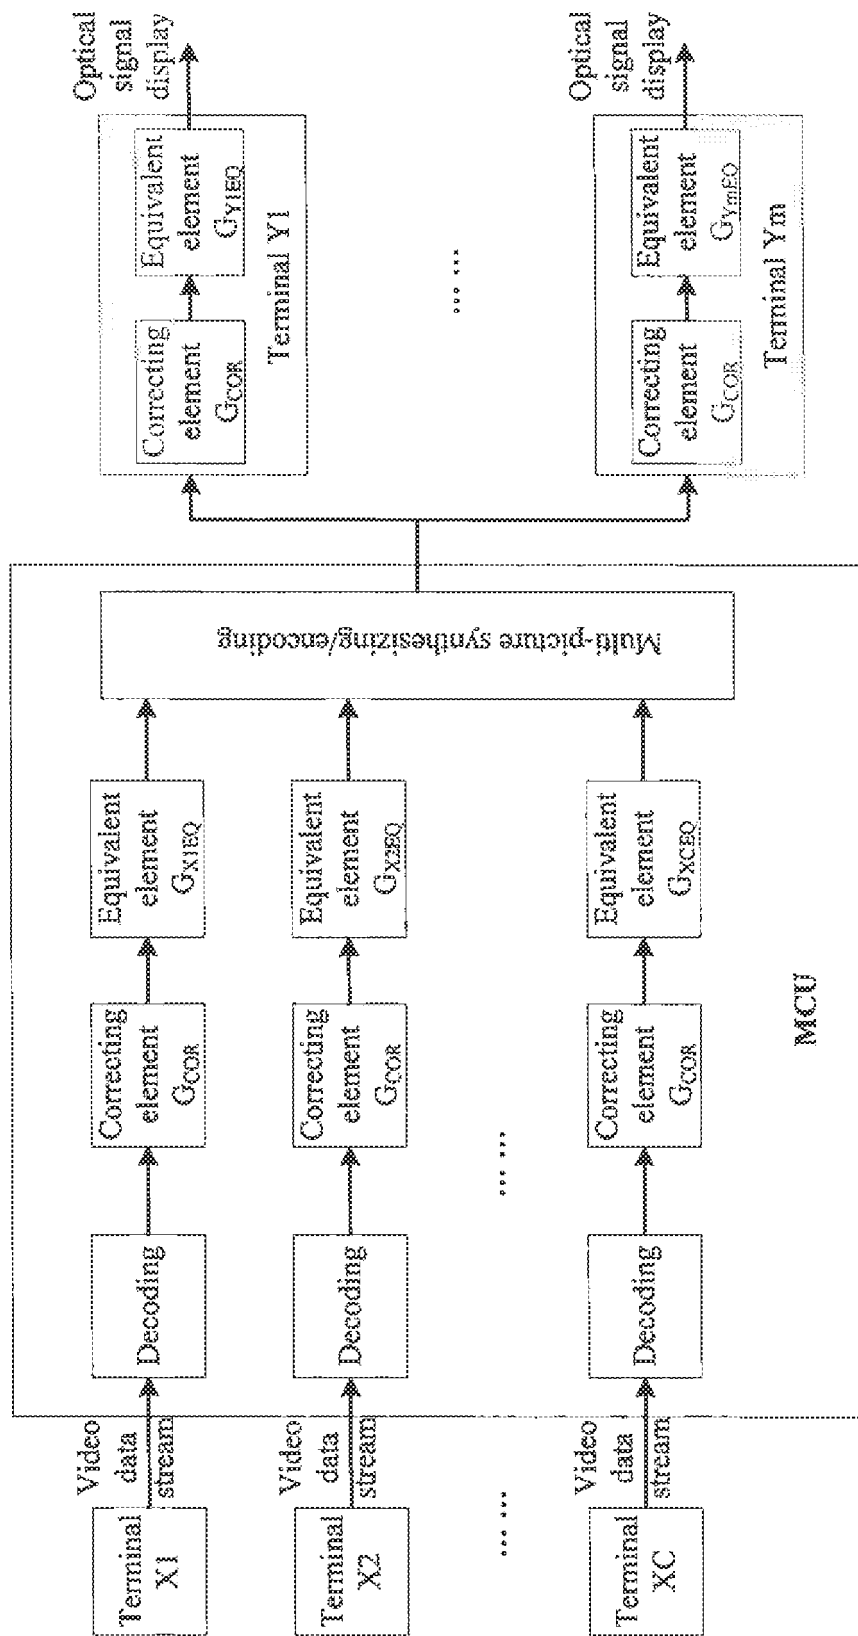 Terminal
X1
Video
data
stream
Decoding
Correcting
element
GCOR
Equivalent
element
GX1EQ
Terminal
X2
Video
data
stream
Decoding
Correcting
element
GCOR
Equivalent
element
GX2EQ
... ...
... ...
Terminal
XC
Video
data
stream
Decoding
Correcting
element
GCOR
Equivalent
element
GXCEQ
MCU
Multi-picture synthesizing/encoding
Correcting
element
GCOR
Equivalent
element
GY1EQ
Terminal Y1
Optical
signal
display
... ...
Correcting
element
GCOR
Equivalent
element
GYmEQ
Terminal Ym
Optical
signal
display